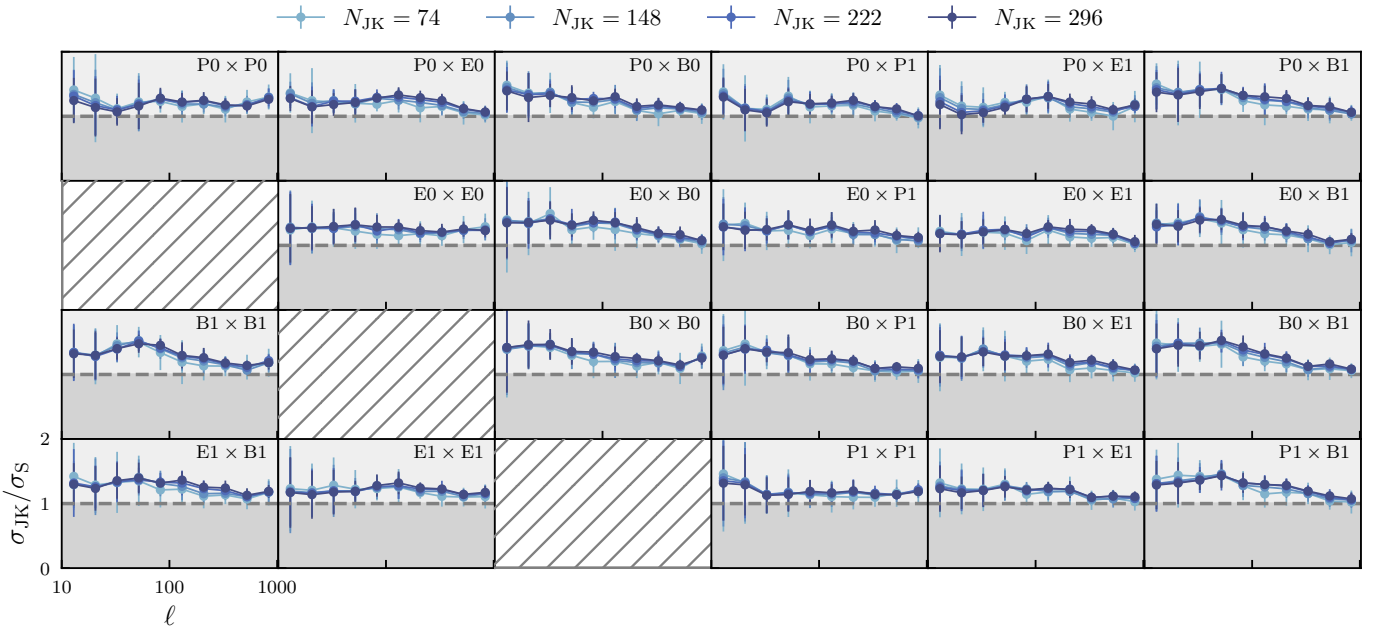 N_JK = 74 N_JK = 148 N_JK = 222 N_JK = 296
P0 × P0 P0 × E0 P0 × B0 P0 × P1 P0 × E1 P0 × B1
E0 × E0 E0 × B0 E0 × P1 E0 × E1 E0 × B1
B1 × B1 B0 × B0 B0 × P1 B0 × E1 B0 × B1
E1 × B1 E1 × E1 P1 × P1 P1 × E1 P1 × B1
2
1
0
σ_JK/σ_S
10 100 1000
ℓ